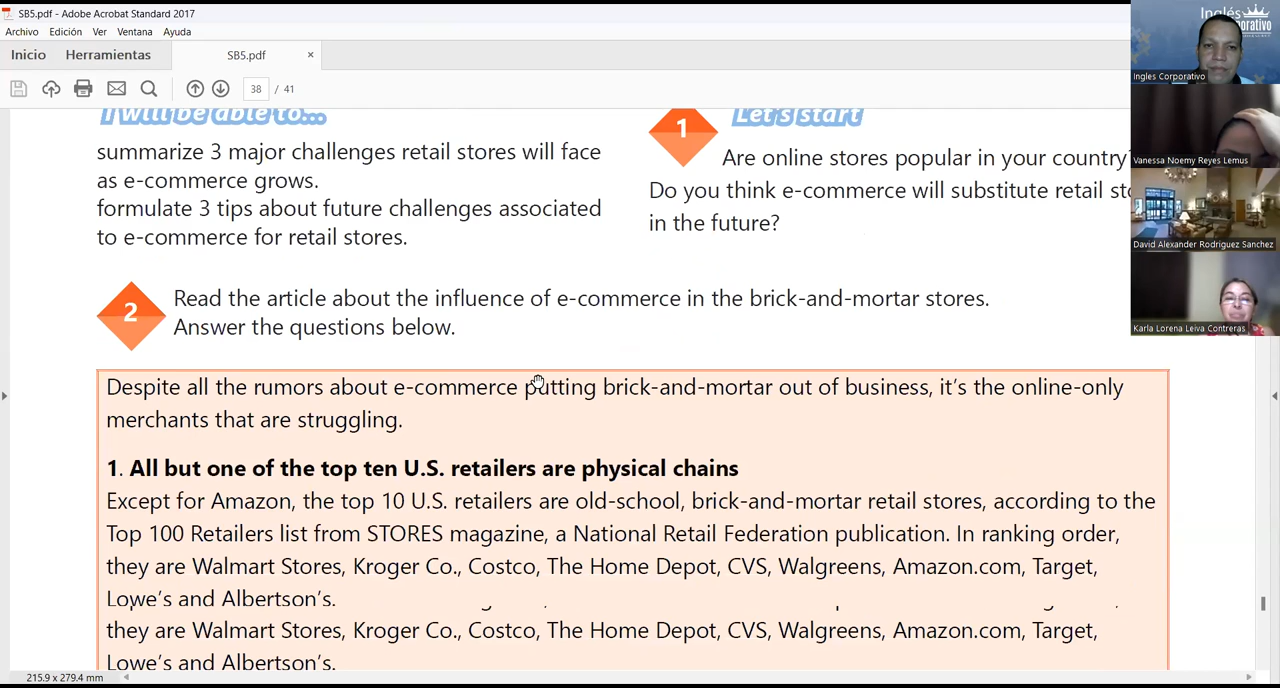 SB5.pdf - Adobe Acrobat Standard 2017
Archivo Edición Ver Ventana Ayuda
Inicio Herramientas SB5.pdf ×
38 / 41
I will be able to...
summarize 3 major challenges retail stores will face
as e-commerce grows.
formulate 3 tips about future challenges associated
to e-commerce for retail stores.
1 Let's start
Are online stores popular in your country?
Do you think e-commerce will substitute retail
in the future?
2 Read the article about the influence of e-commerce in the brick-and-mortar stores.
Answer the questions below.
Despite all the rumors about e-commerce putting brick-and-mortar out of business, it's the online-only
merchants that are struggling.
1. All but one of the top ten U.S. retailers are physical chains
Except for Amazon, the top 10 U.S. retailers are old-school, brick-and-mortar retail stores, according to the
Top 100 Retailers list from STORES magazine, a National Retail Federation publication. In ranking order,
they are Walmart Stores, Kroger Co., Costco, The Home Depot, CVS, Walgreens, Amazon.com, Target,
Lowe's and Albertson's.
they are Walmart Stores, Kroger Co., Costco, The Home Depot, CVS, Walgreens, Amazon.com, Target,
Lowe's and Albertson's.
215.9 x 279.4 mm
Inglés
Ingles Corporativo
Vanessa Noemy Reyes Lemus
David Alexander Rodriguez Sanchez
Karla Lorena Leiva Contreras